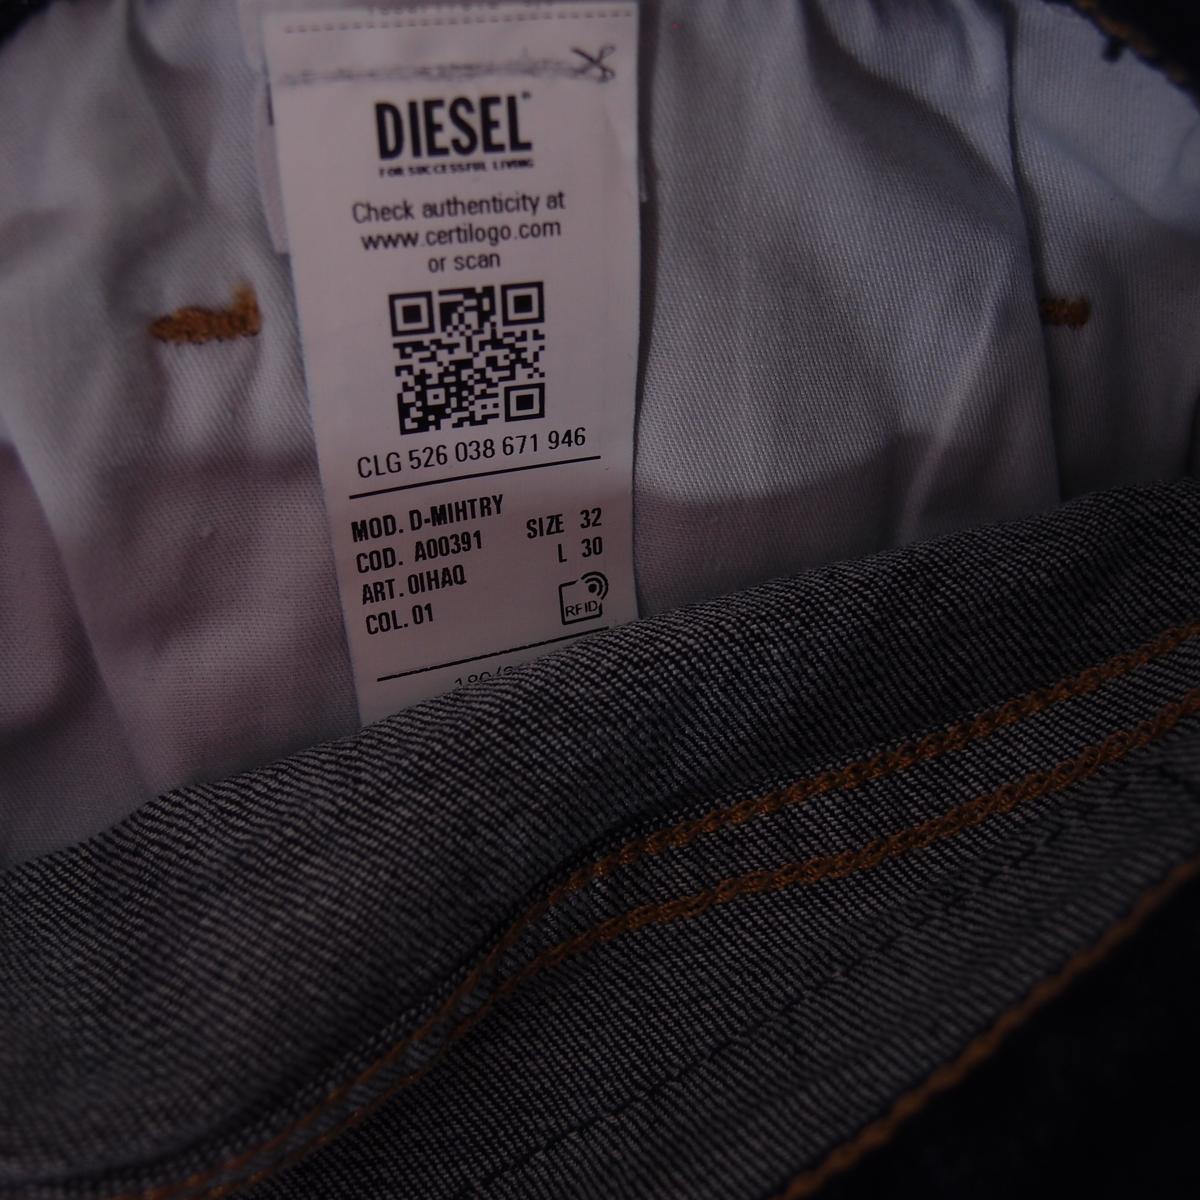 DIESEL
FOR SUCCESSFUL LIVING
Check authenticity at
www.certilogo.com
or scan
CLG 526 038 671 946
MOD. D-MIHTRY
SIZE 32
COD. A00391
L 30
ART. 0IHAQ
COL. 01
RFID